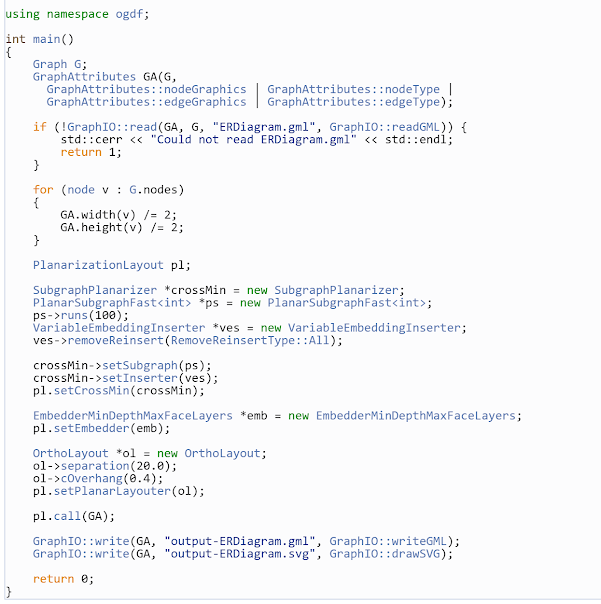 using namespace ogdf;
int main()
{
    Graph G;
    GraphAttributes GA(G,
      GraphAttributes::nodeGraphics | GraphAttributes::nodeType |
      GraphAttributes::edgeGraphics | GraphAttributes::edgeType);
    if (!GraphIO::read(GA, G, "ERDiagram.gml", GraphIO::readGML)) {
        std::cerr << "Could not read ERDiagram.gml" << std::endl;
        return 1;
    }
    for (node v : G.nodes)
    {
        GA.width(v) /= 2;
        GA.height(v) /= 2;
    }
    PlanarizationLayout pl;
    SubgraphPlanarizer *crossMin = new SubgraphPlanarizer;
    PlanarSubgraphFast<int> *ps = new PlanarSubgraphFast<int>;
    ps->runs(100);
    VariableEmbeddingInserter *ves = new VariableEmbeddingInserter;
    ves->removeReinsert(RemoveReinsertType::All);
    crossMin->setSubgraph(ps);
    crossMin->setInserter(ves);
    pl.setCrossMin(crossMin);
    EmbedderMinDepthMaxFaceLayers *emb = new EmbedderMinDepthMaxFaceLayers;
    pl.setEmbedder(emb);
    OrthoLayout *ol = new OrthoLayout;
    ol->separation(20.0);
    ol->cOverhang(0.4);
    pl.setPlanarLayouter(ol);
    pl.call(GA);
    GraphIO::write(GA, "output-ERDiagram.gml", GraphIO::writeGML);
    GraphIO::write(GA, "output-ERDiagram.svg", GraphIO::drawSVG);
    return 0;
}